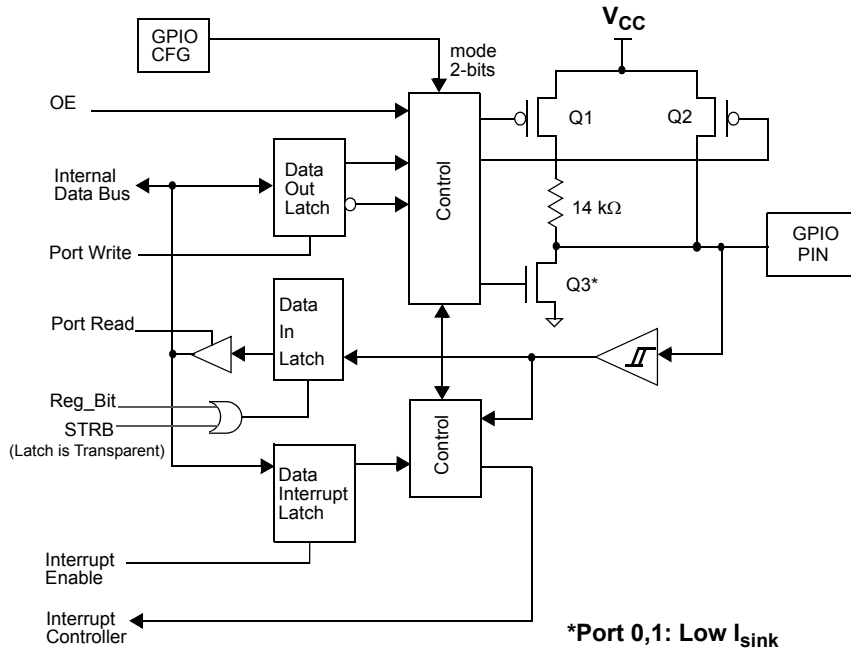 GPIO
CFG
mode
2-bits
VCC
OE
Q1
Q2
Internal
Data Bus
Data
Out
Latch
Control
14 kΩ
GPIO
PIN
Port Write
Q3*
Data
In
Latch
Port Read
Reg_Bit
STRB
(Latch is Transparent)
Control
Data
Interrupt
Latch
Interrupt
Enable
Interrupt
Controller
*Port 0,1: Low Isink